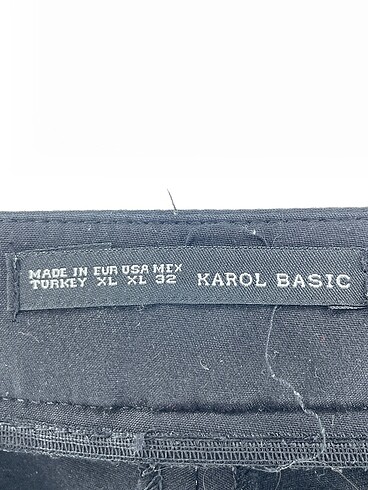 MADE IN EUR USA MEX KAROL BASIC
TURKEY XL XL 32